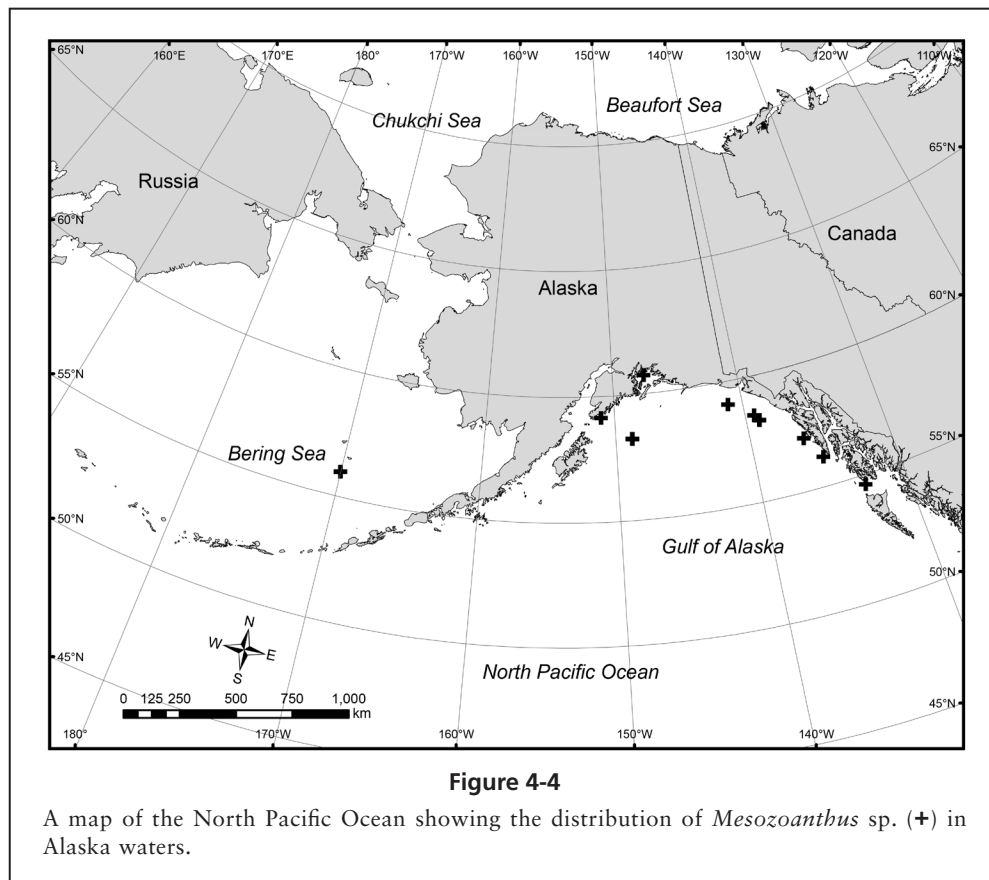 65°N 160°E 170°E 180° 170°W 160°W 150°W 140°W 130°W 120°W 110°W
Chukchi Sea
Beaufort Sea
65°N
Russia
60°N
Canada
Alaska
60°N
55°N
55°N
Bering Sea
50°N
Gulf of Alaska
50°N
N
W
E
S
45°N
North Pacific Ocean
0 125 250 500 750 1,000
km
45°N
180° 170°W 160°W 150°W 140°W
Figure 4-4
A map of the North Pacific Ocean showing the distribution of Mesozoanthus sp. (+) in
Alaska waters.